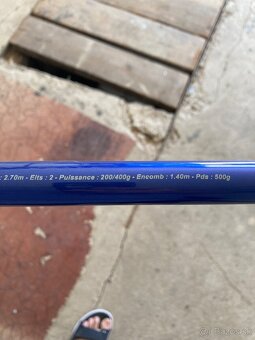 : 2.70m - Elts : 2 - Puissance : 200/400g - Encomb : 1.40m - Pds : 500g